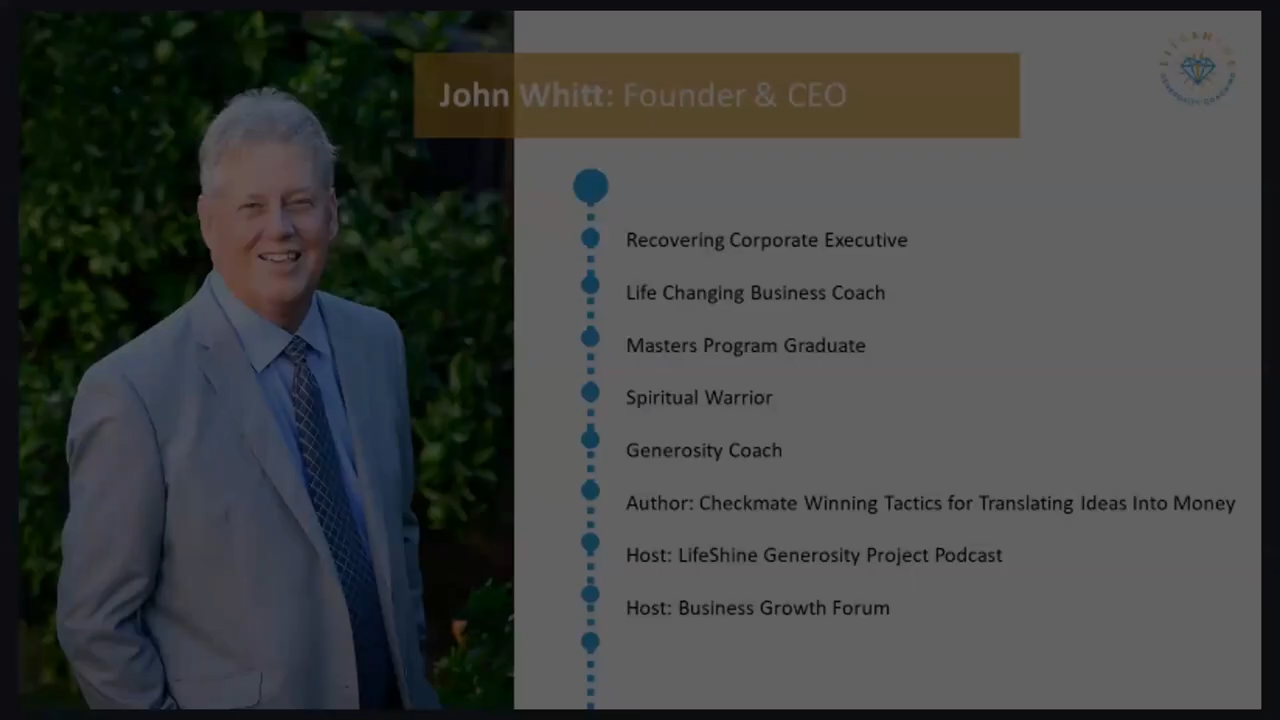 John Whitt: Founder & CEO
Recovering Corporate Executive
Life Changing Business Coach
Masters Program Graduate
Spiritual Warrior
Generosity Coach
Author: Checkmate Winning Tactics for Translating Ideas Into Money
Host: LifeShine Generosity Project Podcast
Host: Business Growth Forum